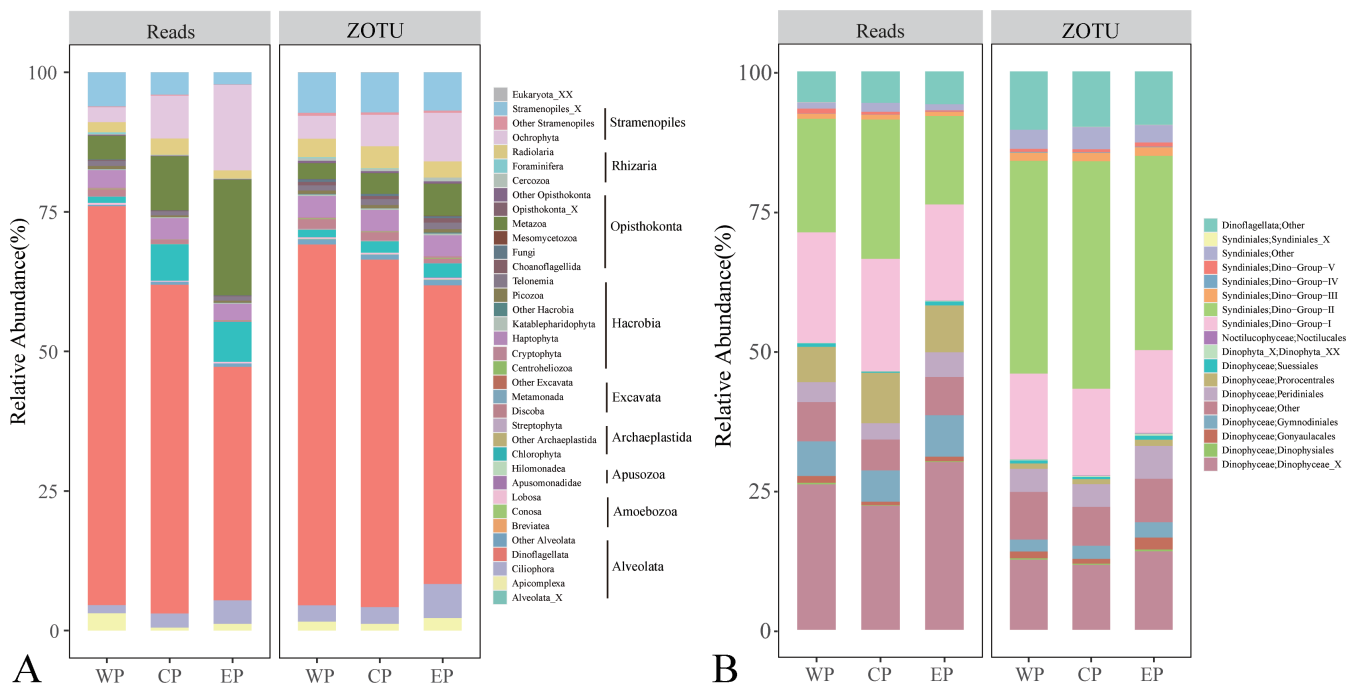 Reads
ZOTU
Relative Abundance(%)
100
75
50
25
0
WP
CP
EP
WP
CP
EP
A
Eukaryota_XX
Stramenopiles_X
Other Stramenopiles
Ochrophyta
Radiolaria
Foraminifera
Cercozoa
Other Opisthokonta
Opisthokonta_X
Metazoa
Mesomycetozoa
Fungi
Choanoflagellida
Telonemia
Picozoa
Other Hacrobia
Katablepharidophyta
Haptophyta
Cryptophyta
Centroheliozoa
Other Excavata
Metamonada
Discoba
Streptophyta
Other Archaeplastida
Chlorophyta
Hilomonadea
Apusomonadidae
Lobosa
Conosa
Breviatea
Other Alveolata
Dinoflagellata
Ciliophora
Apicomplexa
Alveolata_X
Stramenopiles
Rhizaria
Opisthokonta
Hacrobia
Excavata
Archaeplastida
Apusozoa
Amoebozoa
Alveolata
Reads
ZOTU
Relative Abundance(%)
100
75
50
25
0
WP
CP
EP
WP
CP
EP
B
Dinoflagellata;Other
Syndiniales;Syndiniales_X
Syndiniales;Other
Syndiniales;Dino-Group-V
Syndiniales;Dino-Group-IV
Syndiniales;Dino-Group-III
Syndiniales;Dino-Group-II
Syndiniales;Dino-Group-I
Noctilucophyceae;Noctilucales
Dinophyta_X;Dinophyta_XX
Dinophyceae;Suessiales
Dinophyceae;Prorocentrales
Dinophyceae;Peridiniales
Dinophyceae;Other
Dinophyceae;Gymnodiniales
Dinophyceae;Gonyaulacales
Dinophyceae;Dinophysiales
Dinophyceae;Dinophyceae_X